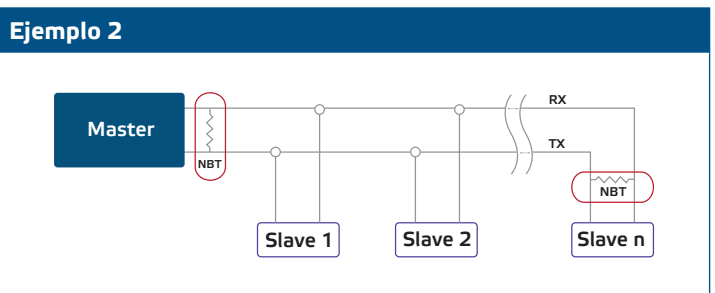 Ejemplo 2
RX
Master
TX
NBT
NBT
Slave 1
Slave 2
Slave n